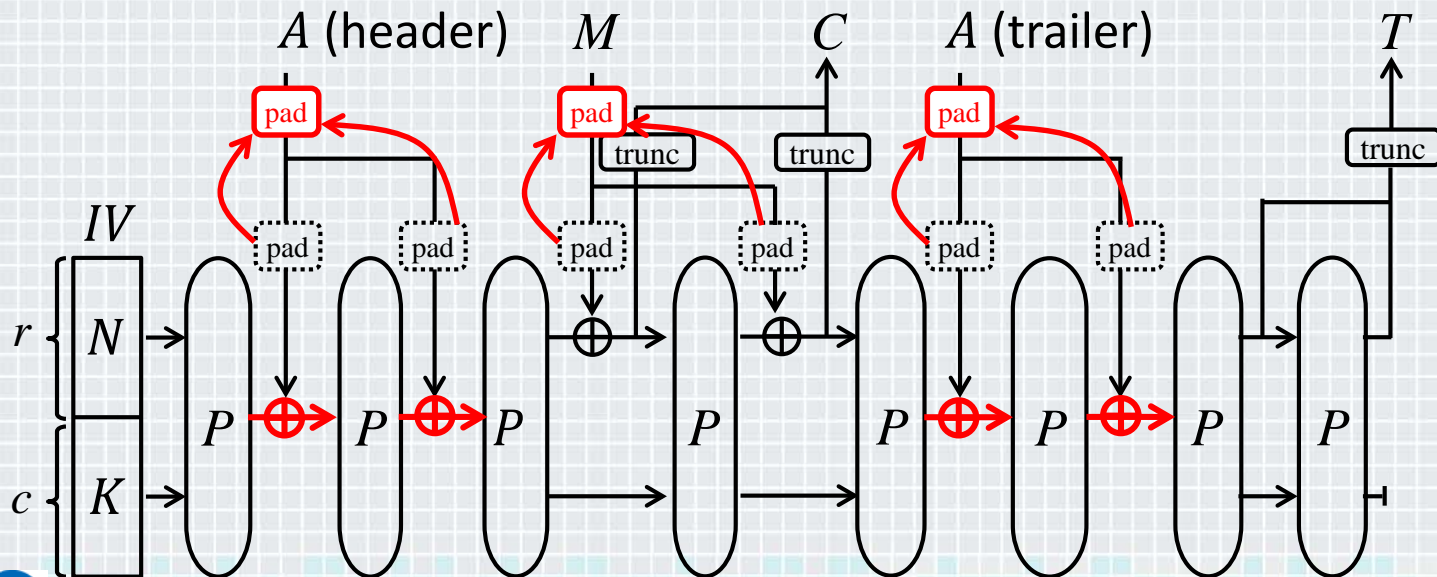 A (header) M C A (trailer) T
pad pad pad
trunc trunc trunc
IV
pad pad pad pad pad pad
r N
P P P P P P P P
c K